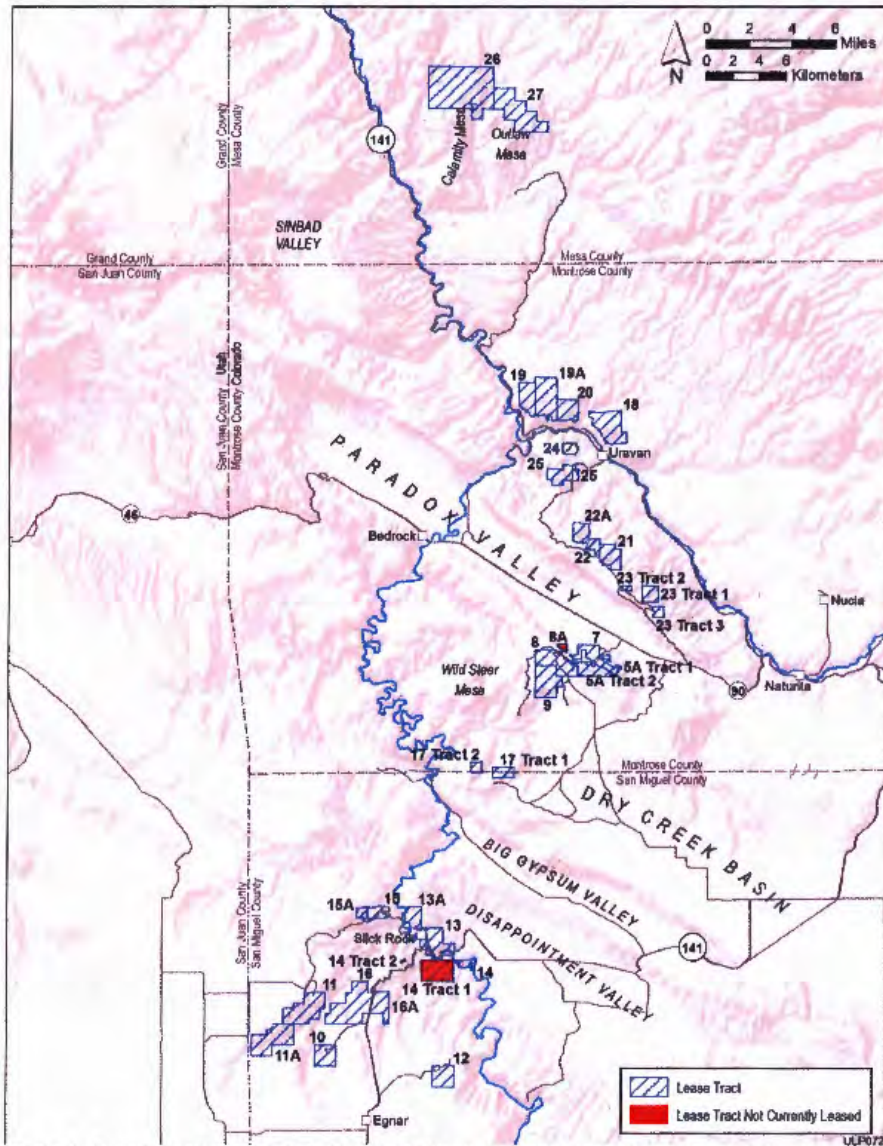 0 2 4 6
Miles
0 2 4 6
Kilometers
N
26
27
Calamity Mesa
Outlaw
Mesa
141
Grand County
Mesa County
SINBAD
VALLEY
Grand County
San Juan County
Mesa County
Montrose County
Utah
Colorado
San Juan County
Montrose County
19
19A
20
18
24
Uravan
25
25
PARADOX VALLEY
46
Bedrock
22A
21
22
23 Tract 2
23 Tract 1
23 Tract 3
Nucla
8A
7
8
6
5A Tract 1
5A Tract 2
9
Wild Steer
Mesa
90
Naturita
17 Tract 2
17 Tract 1
Montrose County
San Miguel County
DRY CREEK BASIN
BIG GYPSUM VALLEY
DISAPPOINTMENT VALLEY
141
San Juan County
San Miguel County
15A
15
13A
Slick Rock
13
14 Tract 2
14
14 Tract 1
11
16
16A
11A
10
12
Egnar
Lease Tract
Lease Tract Not Currently Leased